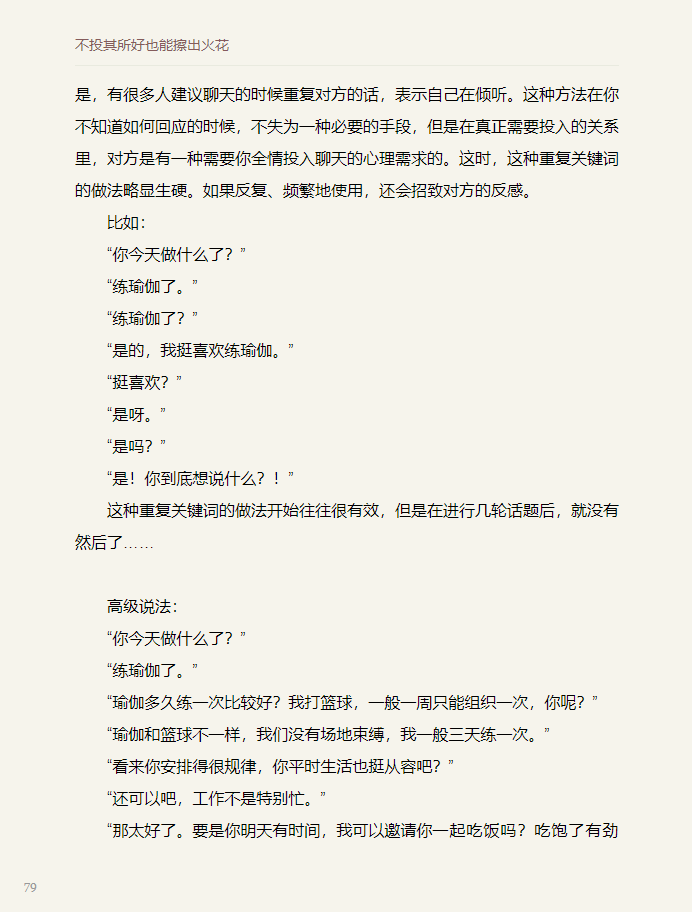 不投其所好也能擦出火花
是，有很多人建议聊天的时候重复对方的话，表示自己在倾听。这种方法在你
不知道如何回应的时候，不失为一种必要的手段，但是在真正需要投入的关系
里，对方是有一种需要你全情投入聊天的心理需求的。这时，这种重复关键词
的做法略显生硬。如果反复、频繁地使用，还会招致对方的反感。
比如：
“你今天做什么了？”
“练瑜伽了。”
“练瑜伽了？”
“是的，我挺喜欢练瑜伽。”
“挺喜欢？”
“是呀。”
“是吗？”
“是！你到底想说什么？！”
这种重复关键词的做法开始往往很有效，但是在进行几轮话题后，就没有
然后了……
高级说法：
“你今天做什么了？”
“练瑜伽了。”
“瑜伽多久练一次比较好？我打篮球，一般一周只能组织一次，你呢？”
“瑜伽和篮球不一样，我们没有场地束缚，我一般三天练一次。”
“看来你安排得很规律，你平时生活也挺从容吧？”
“还可以吧，工作不是特别忙。”
“那太好了。要是你明天有时间，我可以邀请你一起吃饭吗？吃饱了有劲
79